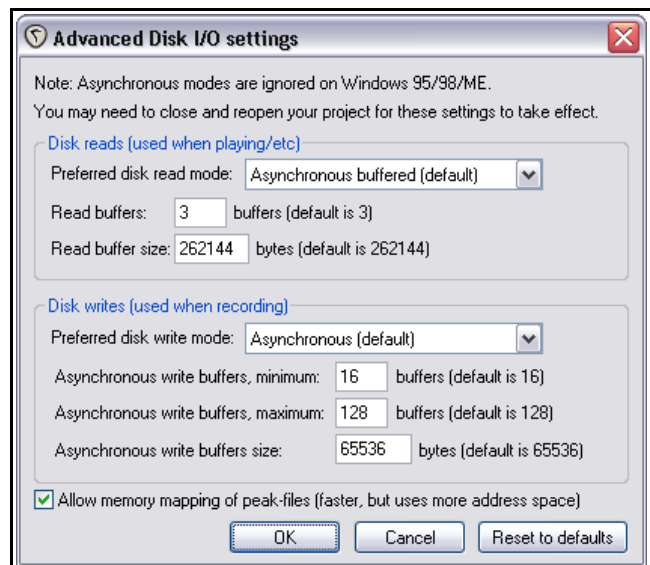 Advanced Disk I/O settings
Note: Asynchronous modes are ignored on Windows 95/98/ME.
You may need to close and reopen your project for these settings to take effect.
Disk reads (used when playing/etc)
Preferred disk read mode: Asynchronous buffered (default)
Read buffers: 3 buffers (default is 3)
Read buffer size: 262144 bytes (default is 262144)
Disk writes (used when recording)
Preferred disk write mode: Asynchronous (default)
Asynchronous write buffers, minimum: 16 buffers (default is 16)
Asynchronous write buffers, maximum: 128 buffers (default is 128)
Asynchronous write buffers size: 65536 bytes (default is 65536)
Allow memory mapping of peak-files (faster, but uses more address space)
OK Cancel Reset to defaults